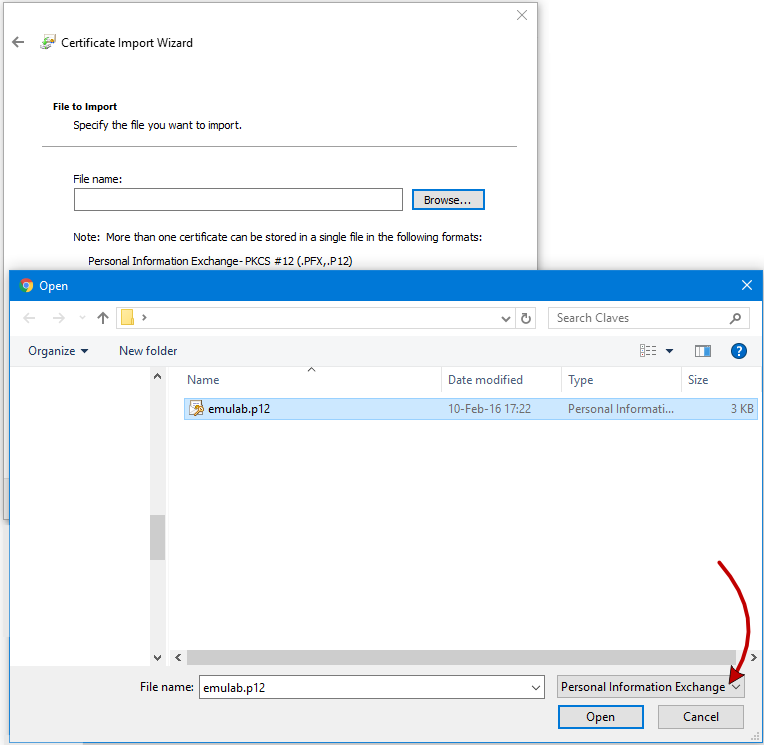 Certificate Import Wizard
File to Import
Specify the file you want to import.
File name:
Browse...
Note: More than one certificate can be stored in a single file in the following formats:
Personal Information Exchange- PKCS #12 (.PFX,.P12)
Open
Search Claves
Organize New folder
Name Date modified Type Size
emulab.p12 10-Feb-16 17:22 Personal Informati... 3 KB
File name: emulab.p12 Personal Information Exchange
Open Cancel